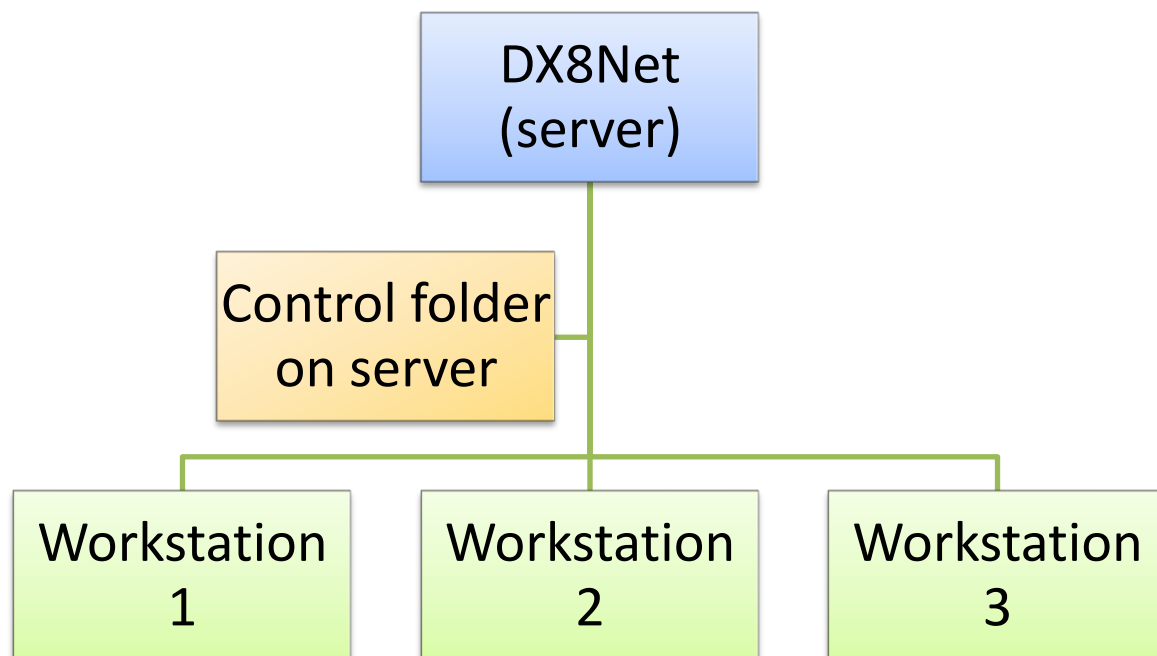 DX8Net
(server)
Control folder
on server
Workstation
1
Workstation
2
Workstation
3